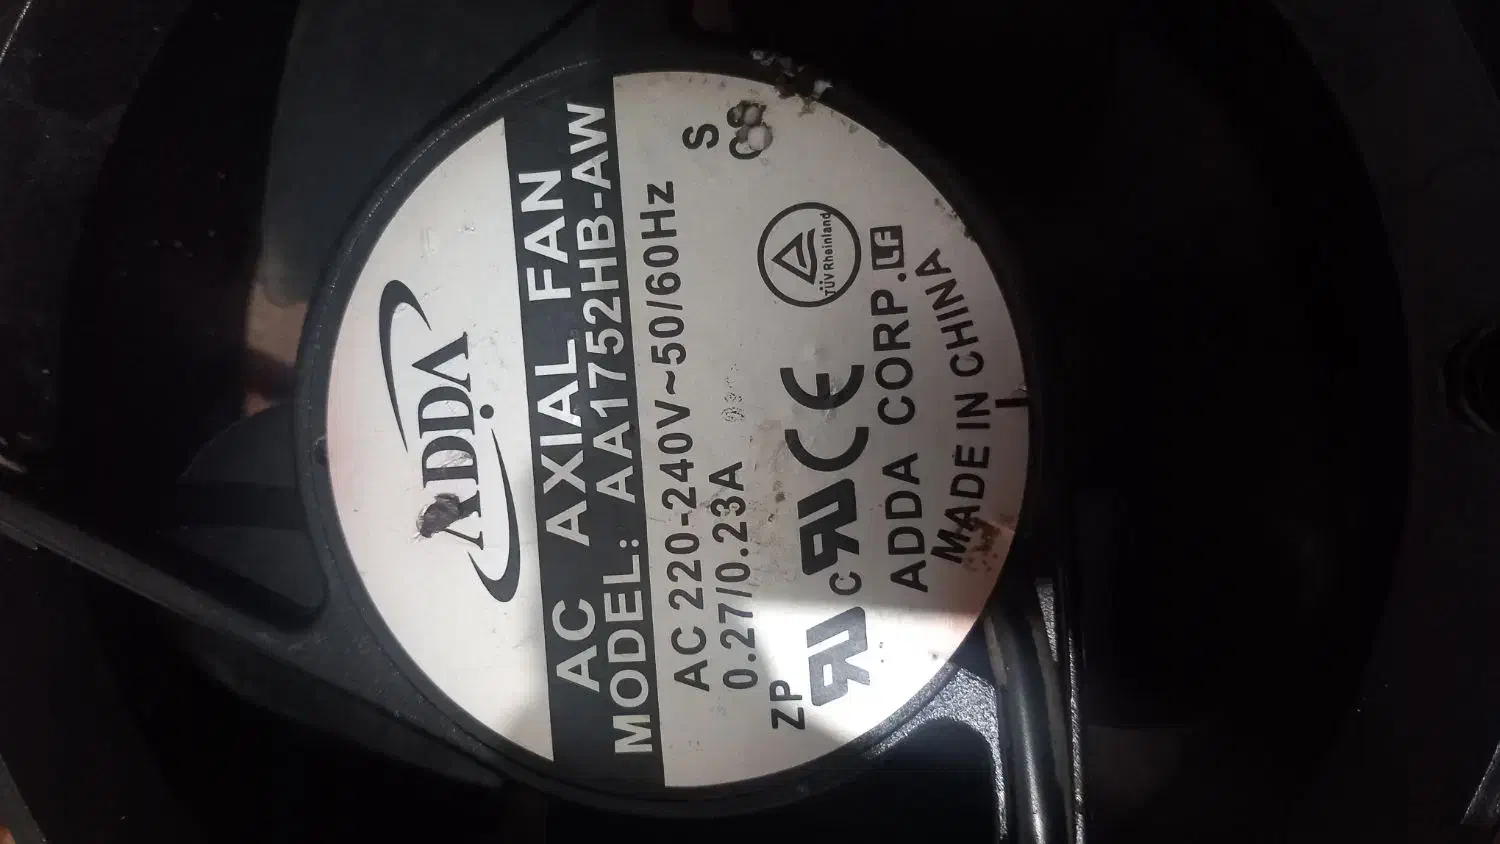 ADDA
AC AXIAL FAN
MODEL: AA1752HB-AW
AC 220-240V~50/60Hz
0.27/0.23A
S
ZP
c
CE
TÜV Rheinland
ADDA CORP. LF
MADE IN CHINA